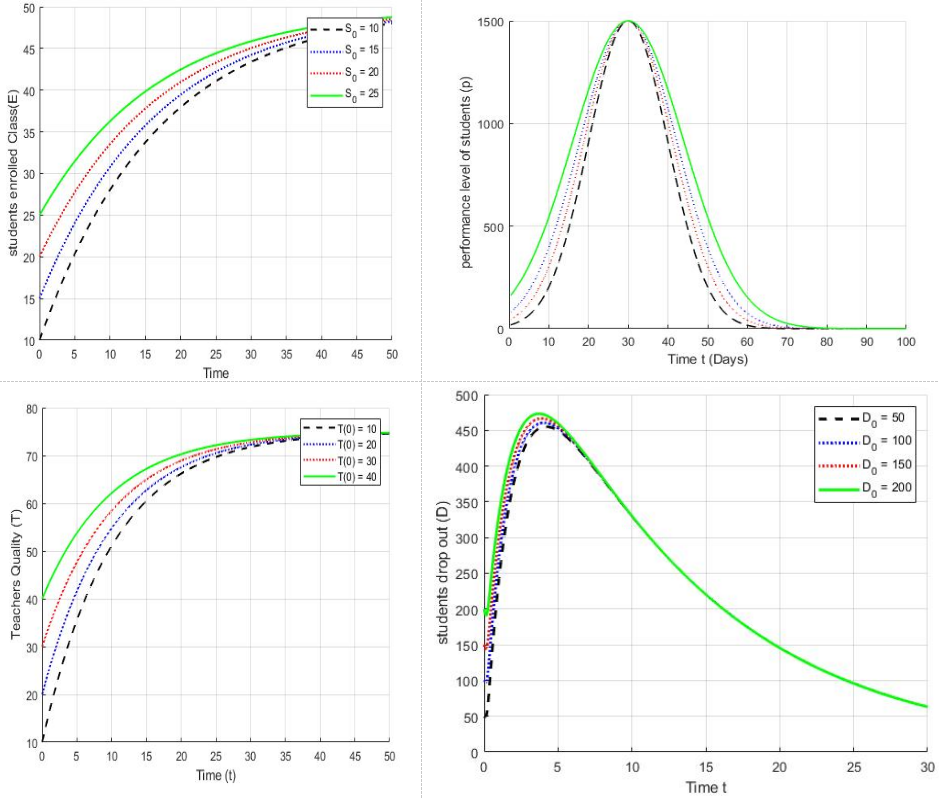 students enrolled Class(E)
50
45
40
35
30
25
20
15
10
0 5 10 15 20 25 30 35 40 45 50
Time
S0 = 10
S0 = 15
S0 = 20
S0 = 25
performance level of students (p)
1500
1000
500
0
0 10 20 30 40 50 60 70 80 90 100
Time t (Days)
Teachers Quality (T)
80
70
60
50
40
30
20
10
0 5 10 15 20 25 30 35 40 45 50
Time (t)
T(0) = 10
T(0) = 20
T(0) = 30
T(0) = 40
students drop out (D)
500
450
400
350
300
250
200
150
100
50
0
0 5 10 15 20 25 30
Time t
D0 = 50
D0 = 100
D0 = 150
D0 = 200